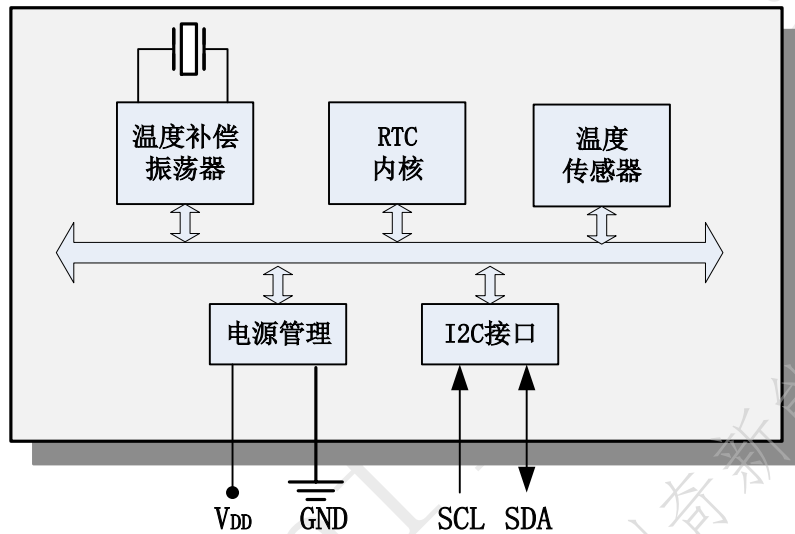 温度补偿
振荡器
RTC
内核
温度
传感器
电源管理
I2C接口
VDD
GND
SCL
SDA